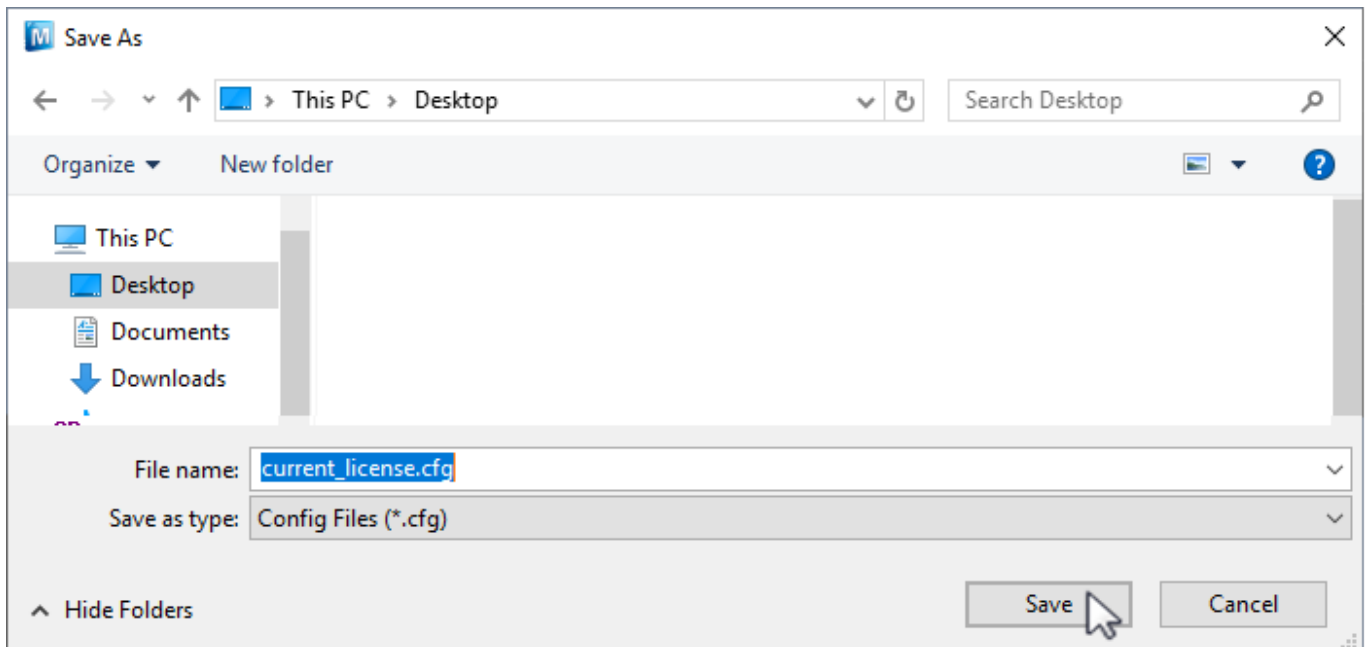 Save As
This PC > Desktop
Search Desktop
Organize
New folder
?
This PC
Desktop
Documents
Downloads
File name: current_license.cfg
Save as type: Config Files (*.cfg)
Hide Folders
Save
Cancel